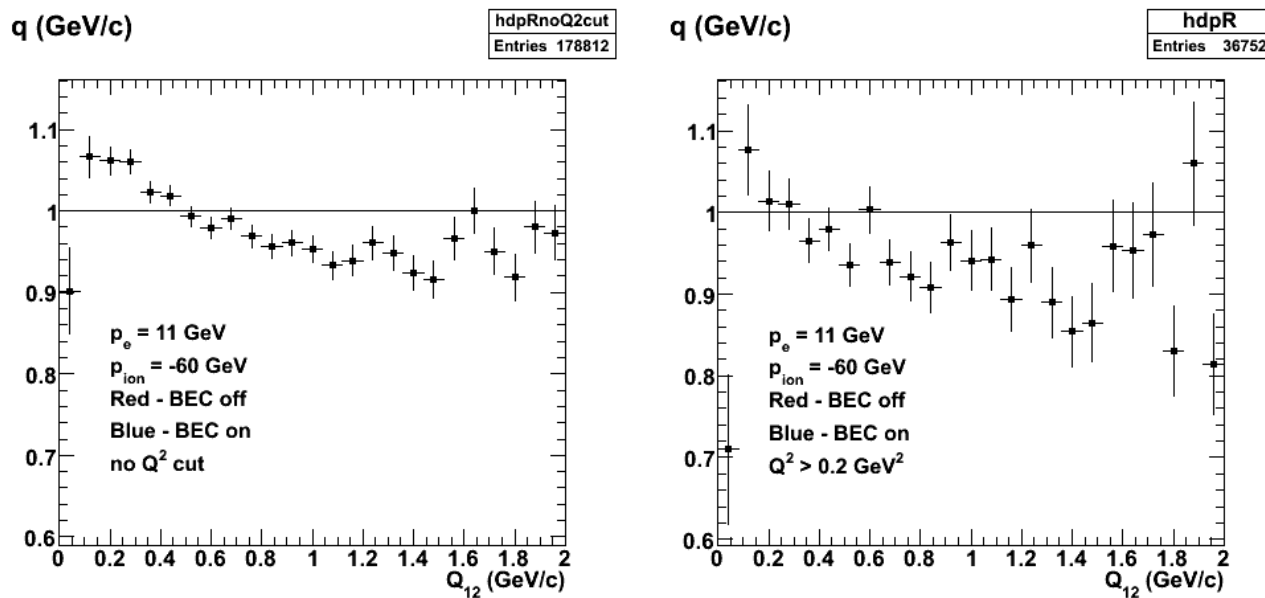 q (GeV/c)
hdpRnoQ2cut
Entries 178812
1.1
1
0.9
0.8
0.7
0.6
p_e = 11 GeV
p_ion = -60 GeV
Red - BEC off
Blue - BEC on
no Q² cut
0 0.2 0.4 0.6 0.8 1 1.2 1.4 1.6 1.8 2
Q_12 (GeV/c)
q (GeV/c)
hdpR
Entries 36752
1.1
1
0.9
0.8
0.7
0.6
p_e = 11 GeV
p_ion = -60 GeV
Red - BEC off
Blue - BEC on
Q² > 0.2 GeV²
0 0.2 0.4 0.6 0.8 1 1.2 1.4 1.6 1.8 2
Q_12 (GeV/c)